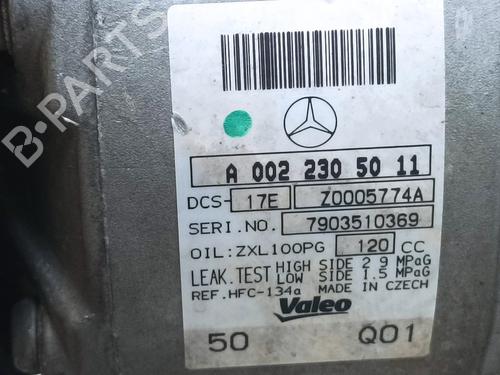 B-PARTS
A 002 230 50 11
DCS- 17E Z0005774A
SERI.NO. 7903510369
OIL:ZXL100PG 120 CC
LEAK.TEST HIGH SIDE 2.9 MPaG
LOW SIDE 1.5 MPaG
REF.HFC-134a MADE IN CZECH
Valeo
50 Q01